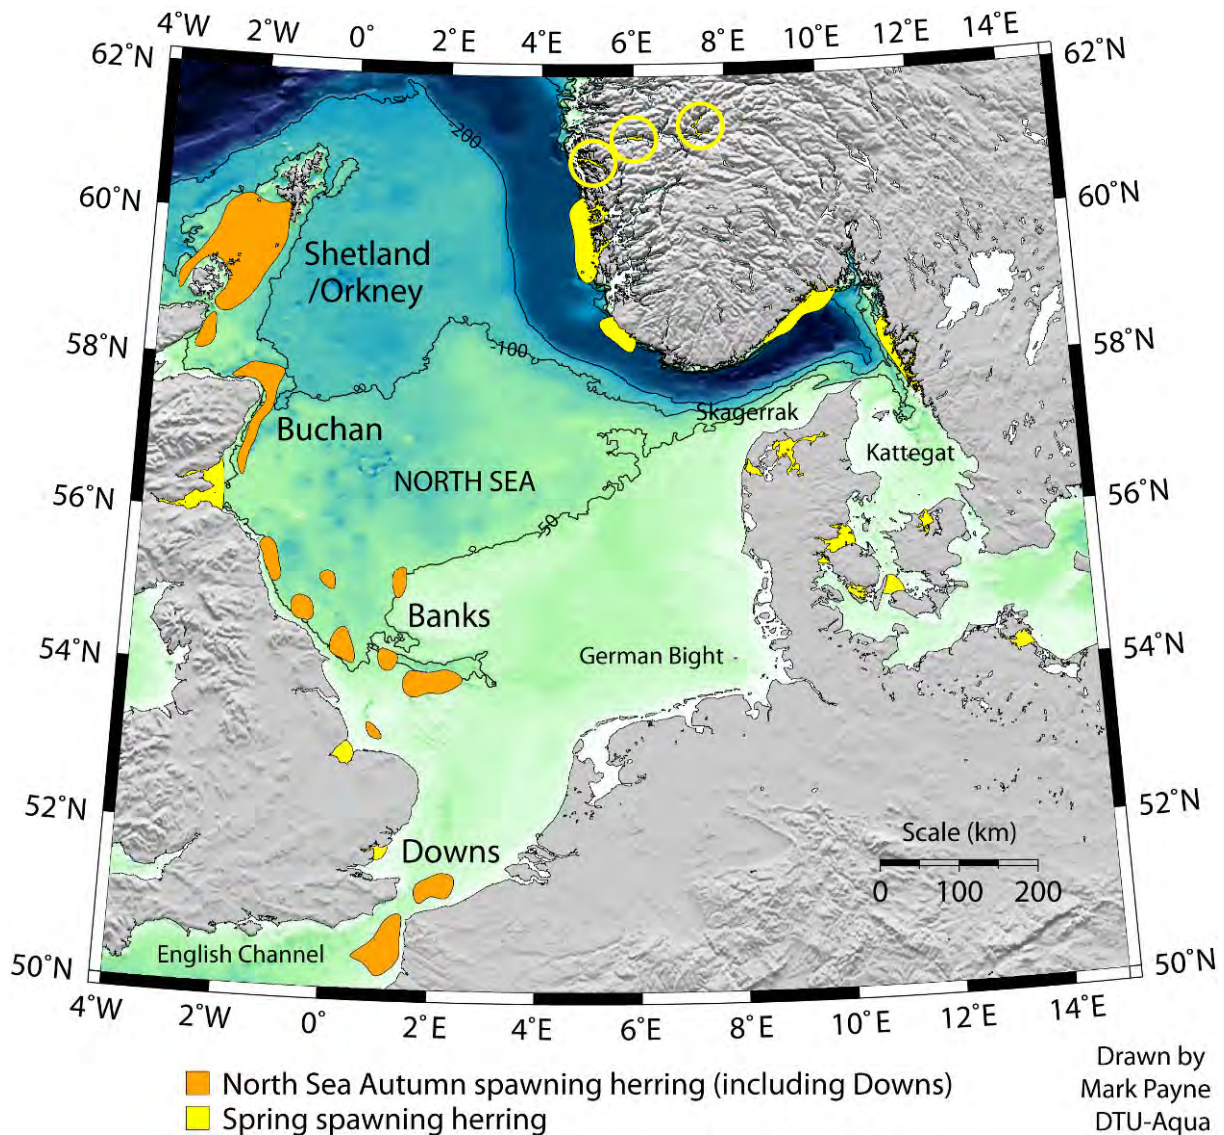 4°W 2°W 0° 2°E 4°E 6°E 8°E 10°E 12°E 14°E
62°N 62°N
-200
60°N 60°N
Shetland
/Orkney
58°N 58°N
-100
Skagerrak
Buchan
Kattegat
NORTH SEA
56°N 56°N
-50
Banks
German Bight
54°N 54°N
52°N 52°N
Scale (km)
Downs
0 100 200
English Channel
50°N 50°N
4°W 2°W 0° 2°E 4°E 6°E 8°E 10°E 12°E 14°E
North Sea Autumn spawning herring (including Downs)
Spring spawning herring
Drawn by
Mark Payne
DTU-Aqua